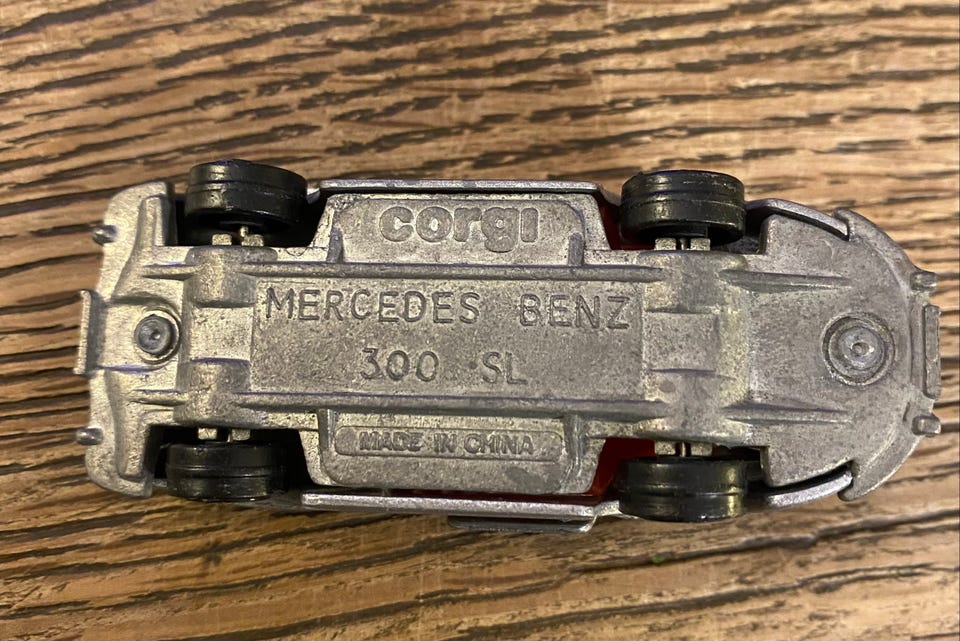 corgi
MERCEDES BENZ
300 SL
MADE IN CHINA